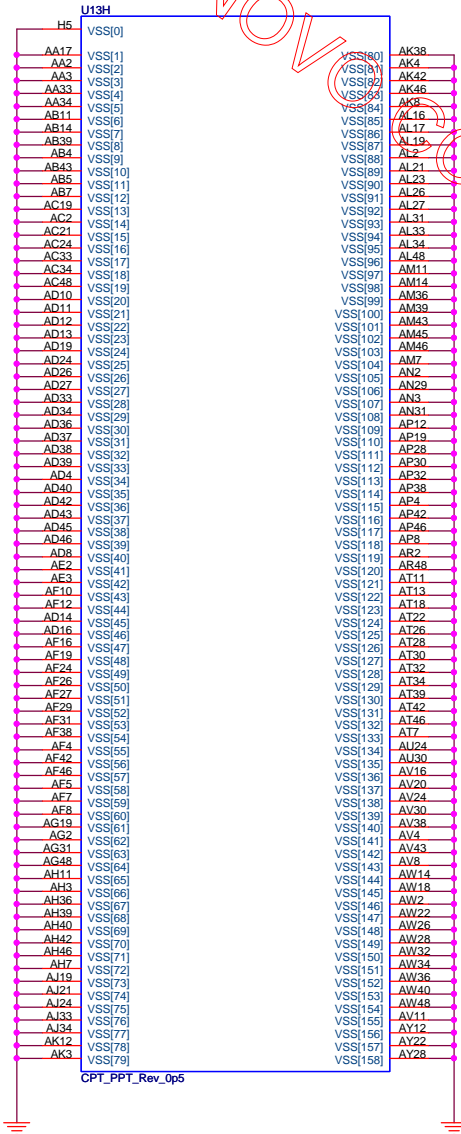 U13H
H5 VSS[0]
AA17 VSS[1] VSS[80] AK38
AA2 VSS[2] VSS[81] AK4
AA3 VSS[3] VSS[82] AK42
AA33 VSS[4] VSS[83] AK46
AA34 VSS[5] VSS[84] AK8
AB11 VSS[6] VSS[85] AL16
AB14 VSS[7] VSS[86] AL17
AB39 VSS[8] VSS[87] AL19
AB4 VSS[9] VSS[88] AL2
AB43 VSS[10] VSS[89] AL21
AB5 VSS[11] VSS[90] AL23
AB7 VSS[12] VSS[91] AL26
AC19 VSS[13] VSS[92] AL27
AC2 VSS[14] VSS[93] AL31
AC21 VSS[15] VSS[94] AL33
AC24 VSS[16] VSS[95] AL34
AC33 VSS[17] VSS[96] AL48
AC34 VSS[18] VSS[97] AM11
AC48 VSS[19] VSS[98] AM14
AD10 VSS[20] VSS[99] AM36
AD11 VSS[21] VSS[100] AM39
AD12 VSS[22] VSS[101] AM43
AD13 VSS[23] VSS[102] AM45
AD19 VSS[24] VSS[103] AM46
AD24 VSS[25] VSS[104] AM7
AD26 VSS[26] VSS[105] AN2
AD27 VSS[27] VSS[106] AN29
AD33 VSS[28] VSS[107] AN3
AD34 VSS[29] VSS[108] AN31
AD36 VSS[30] VSS[109] AP12
AD37 VSS[31] VSS[110] AP19
AD38 VSS[32] VSS[111] AP28
AD39 VSS[33] VSS[112] AP30
AD4 VSS[34] VSS[113] AP32
AD40 VSS[35] VSS[114] AP38
AD42 VSS[36] VSS[115] AP4
AD43 VSS[37] VSS[116] AP42
AD45 VSS[38] VSS[117] AP46
AD46 VSS[39] VSS[118] AP8
AD8 VSS[40] VSS[119] AR2
AE2 VSS[41] VSS[120] AR48
AE3 VSS[42] VSS[121] AT11
AF10 VSS[43] VSS[122] AT13
AF12 VSS[44] VSS[123] AT18
AD14 VSS[45] VSS[124] AT22
AD16 VSS[46] VSS[125] AT26
AF16 VSS[47] VSS[126] AT28
AF19 VSS[48] VSS[127] AT30
AF24 VSS[49] VSS[128] AT32
AF26 VSS[50] VSS[129] AT34
AF27 VSS[51] VSS[130] AT39
AF29 VSS[52] VSS[131] AT42
AF31 VSS[53] VSS[132] AT46
AF38 VSS[54] VSS[133] AT7
AF4 VSS[55] VSS[134] AU24
AF42 VSS[56] VSS[135] AU30
AF46 VSS[57] VSS[136] AV16
AF5 VSS[58] VSS[137] AV20
AF7 VSS[59] VSS[138] AV24
AF8 VSS[60] VSS[139] AV30
AG19 VSS[61] VSS[140] AV38
AG2 VSS[62] VSS[141] AV4
AG31 VSS[63] VSS[142] AV43
AG48 VSS[64] VSS[143] AV8
AH11 VSS[65] VSS[144] AW14
AH3 VSS[66] VSS[145] AW18
AH36 VSS[67] VSS[146] AW2
AH39 VSS[68] VSS[147] AW22
AH40 VSS[69] VSS[148] AW26
AH42 VSS[70] VSS[149] AW28
AH46 VSS[71] VSS[150] AW32
AH7 VSS[72] VSS[151] AW34
AJ19 VSS[73] VSS[152] AW36
AJ21 VSS[74] VSS[153] AW40
AJ24 VSS[75] VSS[154] AW48
AJ33 VSS[76] VSS[155] AV11
AJ34 VSS[77] VSS[156] AY12
AK12 VSS[78] VSS[157] AY22
AK3 VSS[79] VSS[158] AY28
CPT_PPT_Rev_0p5